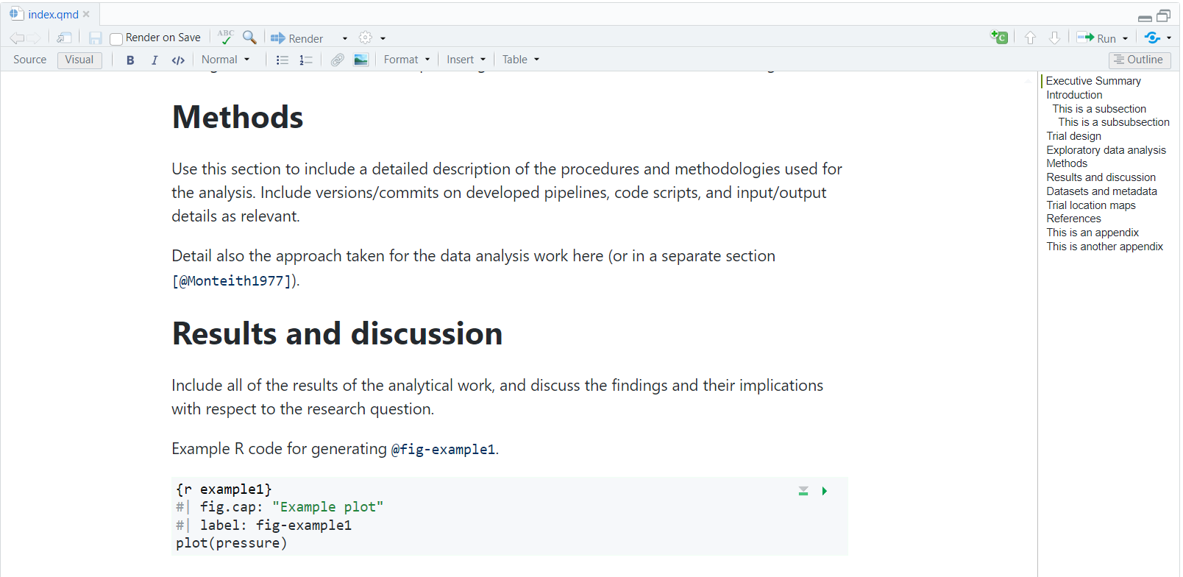 index.qmd
Render on Save
ABC
Render
C
Run
Source
Visual
B
I
</>
Normal
Format
Insert
Table
Outline
Methods
Use this section to include a detailed description of the procedures and methodologies used for
the analysis. Include versions/commits on developed pipelines, code scripts, and input/output
details as relevant.
Detail also the approach taken for the data analysis work here (or in a separate section
[@Monteith1977]).
Results and discussion
Include all of the results of the analytical work, and discuss the findings and their implications
with respect to the research question.
Example R code for generating @fig-example1.
{r example1}
#| fig.cap: "Example plot"
#| label: fig-example1
plot(pressure)
Executive Summary
Introduction
This is a subsection
This is a subsubsection
Trial design
Exploratory data analysis
Methods
Results and discussion
Datasets and metadata
Trial location maps
References
This is an appendix
This is another appendix